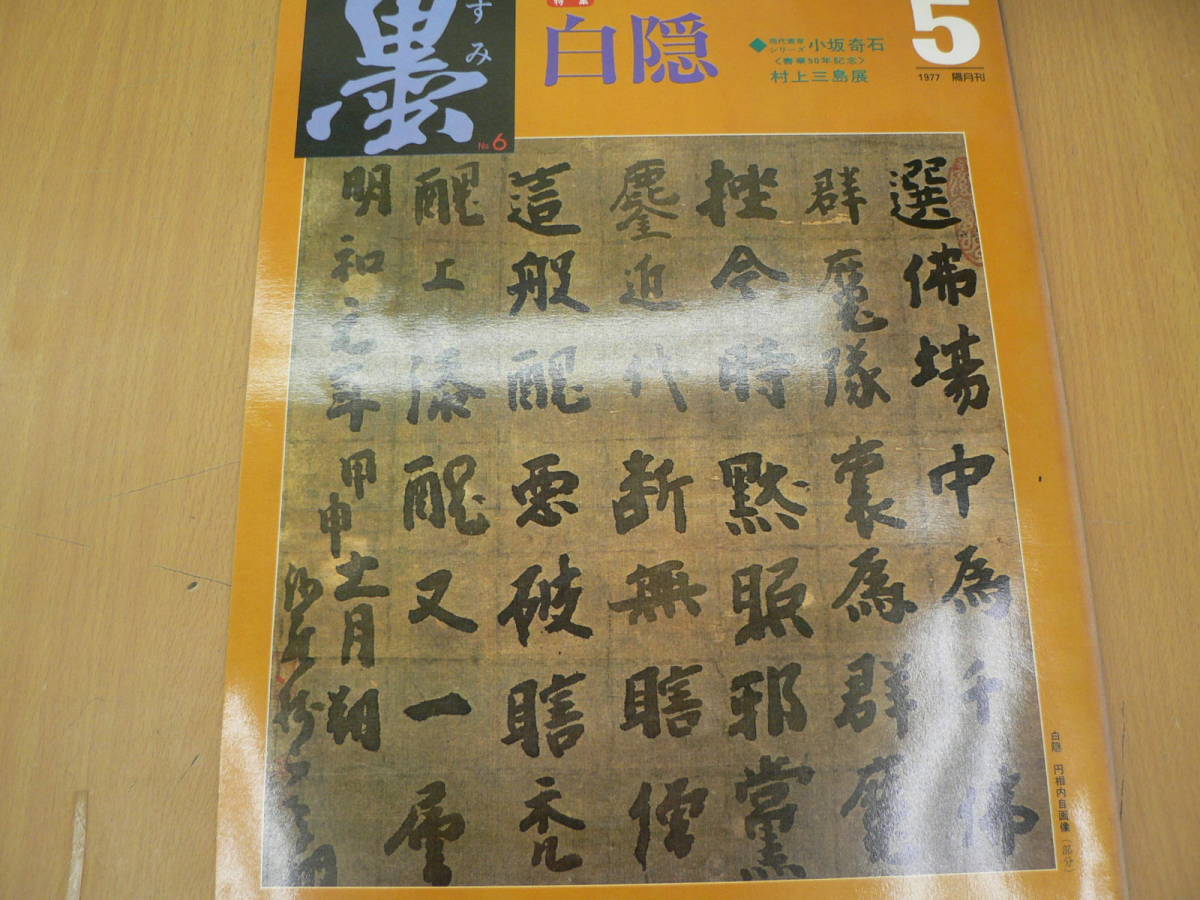 墨
すみ
No.6
特集
白隠
◆現代書家シリーズ 小坂奇石
〈書業50年記念〉
村上三島展
5
1977 隔月刊
選佛場中為千佛
群魔隊裏為群魔
挫今時黙照邪黨
鏖近代断無瞎僧
這般醜悪破瞎禿
醜上添醜又一層
明和元年甲申
十一月朔
白隠 円相内自画像(部分)